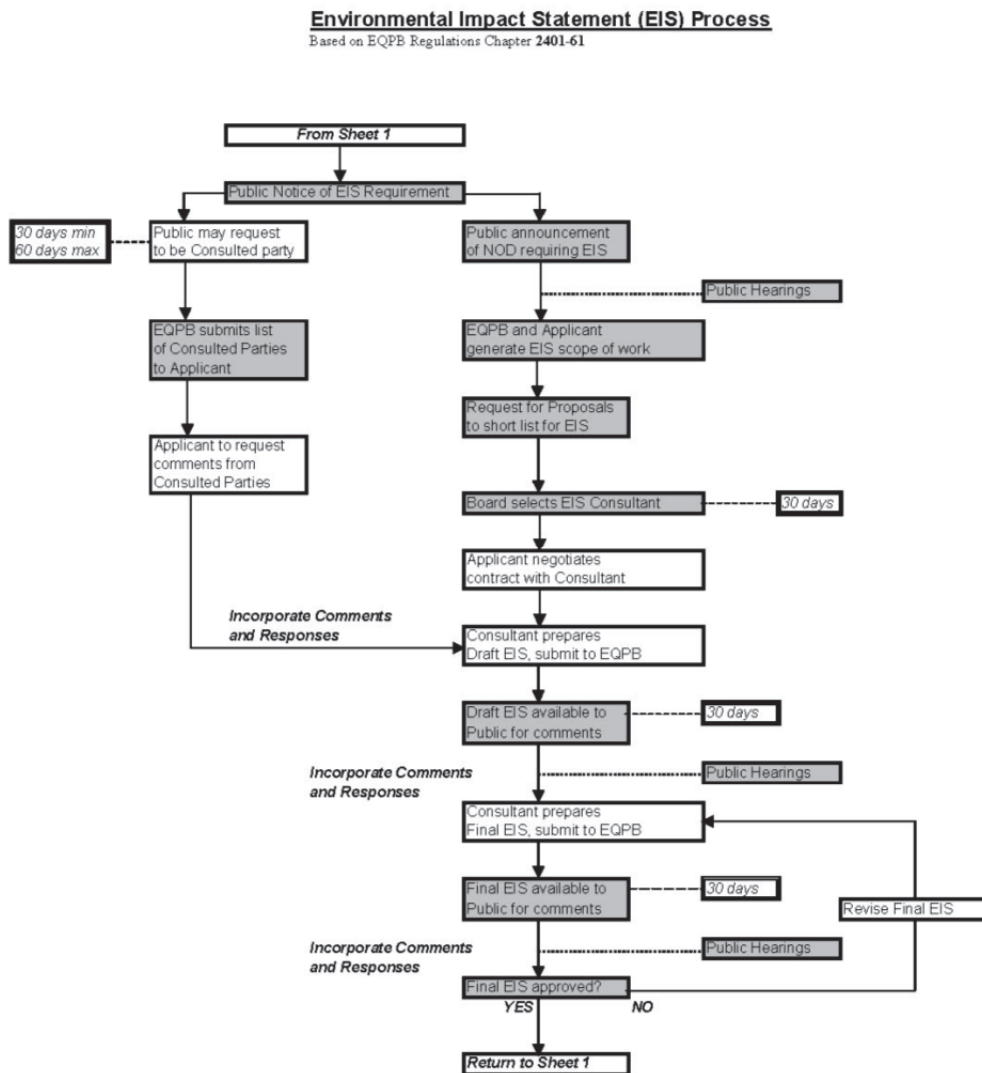 Environmental Impact Statement (EIS) Process
Based on EQPB Regulations Chapter 2401-61
From Sheet 1
Public Notice of EIS Requirement
30 days min
60 days max
Public may request
to be Consulted party
Public announcement
of NOD requiring EIS
Public Hearings
EQPB submits list
of Consulted Parties
to Applicant
EQPB and Applicant
generate EIS scope of work
Request for Proposals
to short list for EIS
Applicant to request
comments from
Consulted Parties
Board selects EIS Consultant
30 days
Applicant negotiates
contract with Consultant
Incorporate Comments
and Responses
Consultant prepares
Draft EIS, submit to EQPB
Draft EIS available to
Public for comments
30 days
Incorporate Comments
and Responses
Public Hearings
Consultant prepares
Final EIS, submit to EQPB
Final EIS available to
Public for comments
30 days
Revise Final EIS
Incorporate Comments
and Responses
Public Hearings
Final EIS approved?
YES
NO
Return to Sheet 1